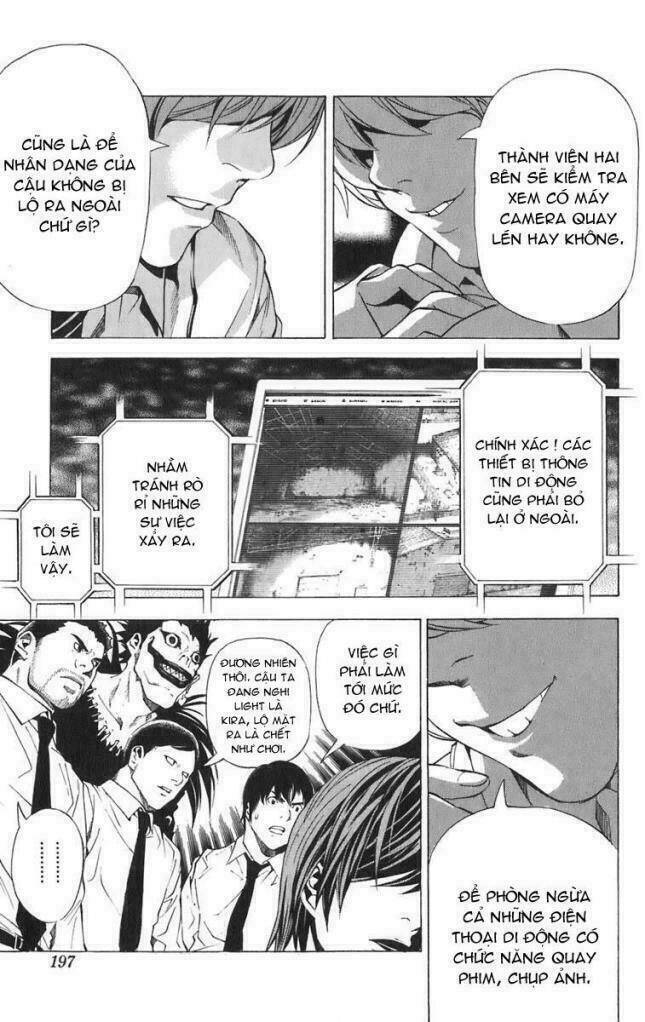 THÀNH VIÊN HAI
BÊN SẼ KIỂM TRA
XEM CÓ MÁY
CAMERA QUAY
LÉN HAY KHÔNG.
CŨNG LÀ ĐỂ
NHÂN DẠNG CỦA
CẬU KHÔNG BỊ
LỘ RA NGOÀI
CHỨ GÌ?
CHÍNH XÁC! CÁC
THIẾT BỊ THÔNG
TIN DI ĐỘNG
CŨNG PHẢI BỎ
LẠI Ở NGOÀI.
NHẰM
TRÁNH RÒ
RỈ NHỮNG
SỰ VIỆC
XẢY RA.
TÔI SẼ
LÀM
VẬY.
ĐỂ PHÒNG NGỪA
CẢ NHỮNG ĐIỆN
THOẠI DI ĐỘNG CÓ
CHỨC NĂNG QUAY
PHIM, CHỤP ẢNH.
VIỆC GÌ
PHẢI LÀM
TỚI MỨC
ĐÓ CHỨ.
ĐƯƠNG NHIÊN
THÔI. CẬU TA
ĐANG NGHI
LIGHT LÀ
KIRA, LỘ MẶT
RA LÀ CHẾT
NHƯ CHƠI.
........
197